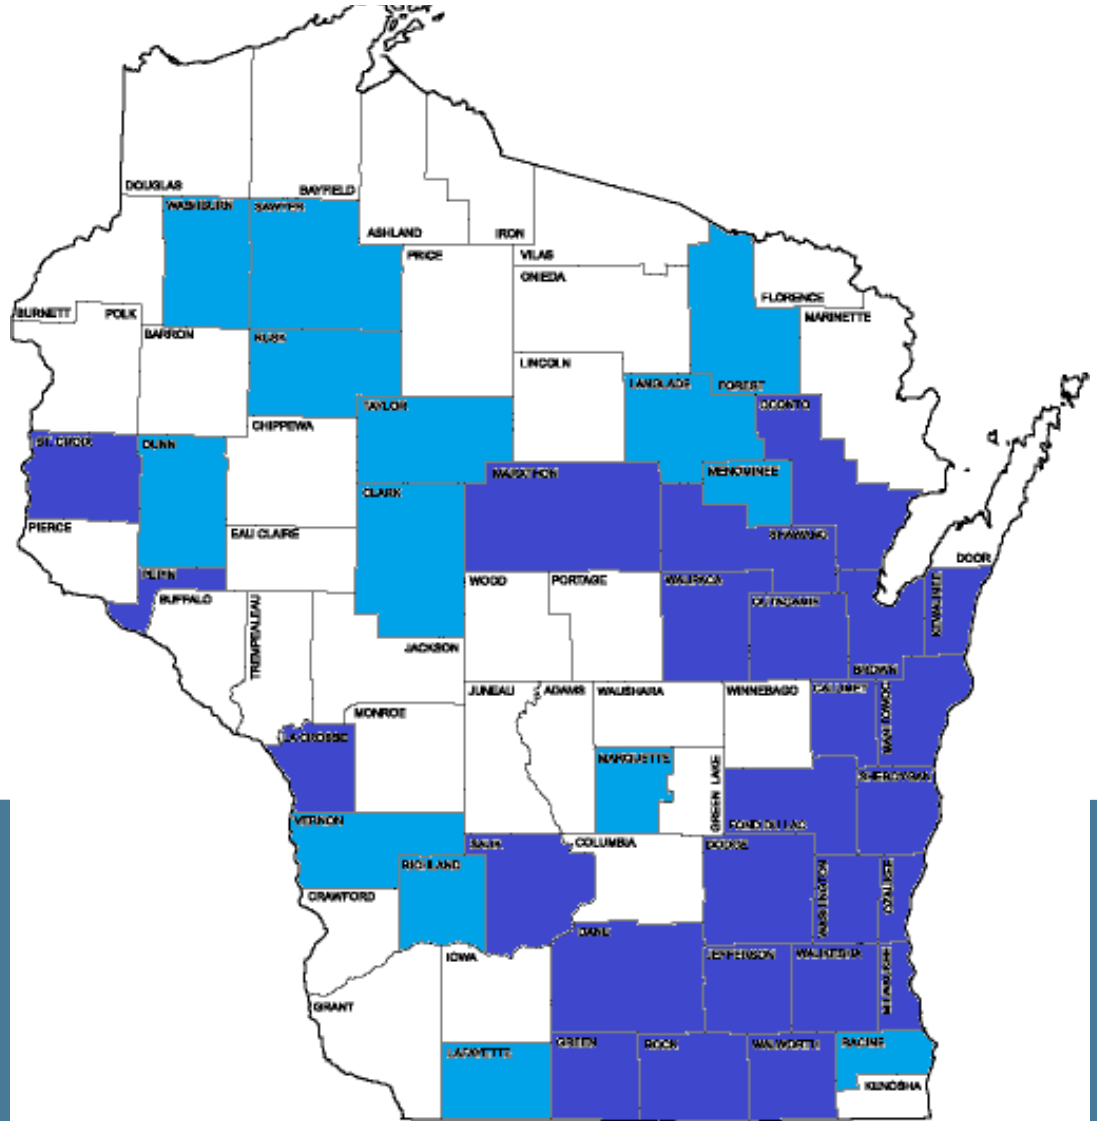 DOUGLAS
BAYFIELD
WASHBURN
SAWYER
ASHLAND
IRON
PRICE
VILAS
ONIEDA
FLORENCE
BURNETT
POLK
MARINETTE
BARRON
RUSK
LINCOLN
LANGLADE
FOREST
TAYLOR
OCONTO
CHIPPEWA
ST. CROIX
DUNN
MARATHON
MENOMINEE
CLARK
PIERCE
EAU CLAIRE
SHAWANO
DOOR
PEPIN
WOOD
PORTAGE
WAUPACA
BUFFALO
OUTAGAMIE
KEWAUNEE
TREMPEALEAU
JACKSON
BROWN
JUNEAU
ADAMS
WAUSHARA
WINNEBAGO
CALUMET
MANITOWOC
MONROE
LA CROSSE
MARQUETTE
GREEN LAKE
SHEBOYGAN
VERNON
FOND DU LAC
SAUK
COLUMBIA
DODGE
RICHLAND
WASHINGTON
OZAUKEE
CRAWFORD
DANE
IOWA
JEFFERSON
WAUKESHA
MILWAUKEE
GRANT
LAFAYETTE
GREEN
ROCK
WALWORTH
RACINE
KENOSHA